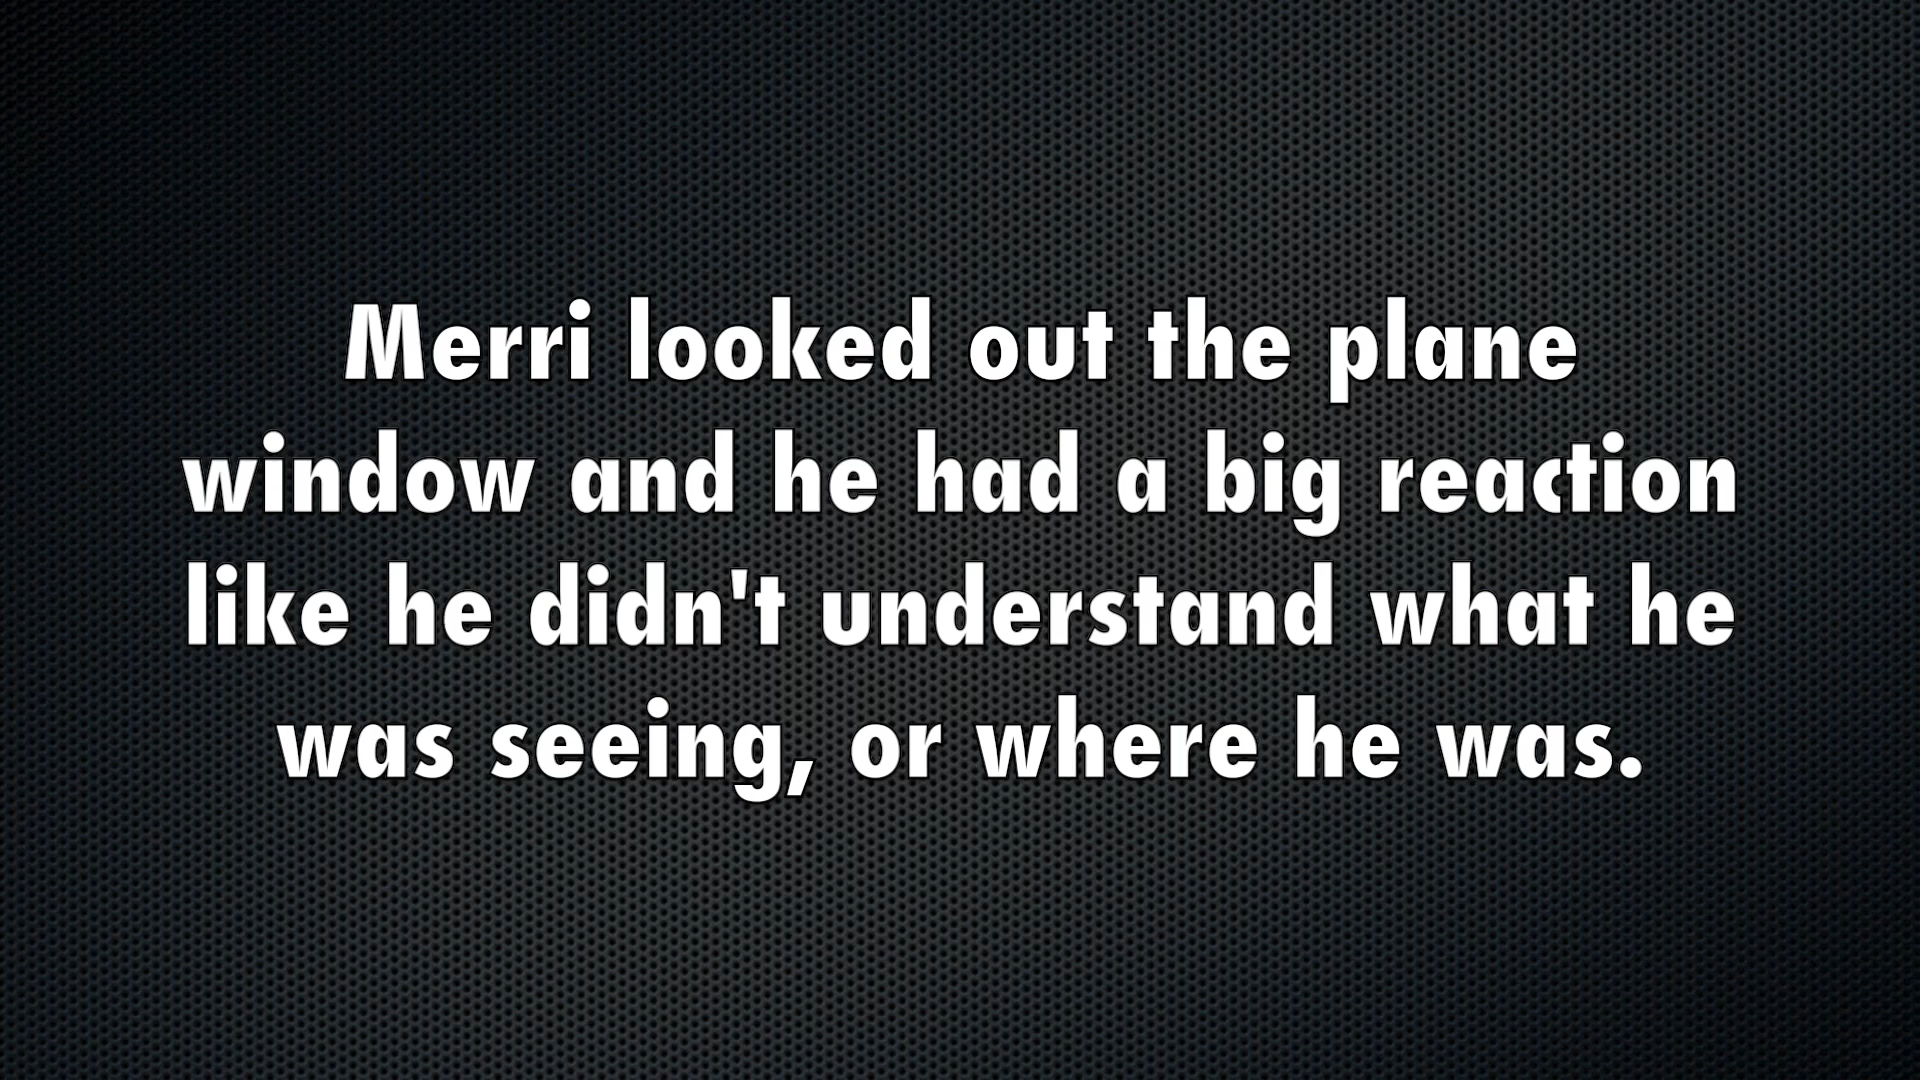 Merri looked out the plane
window and he had a big reaction
like he didn't understand what he
was seeing, or where he was.